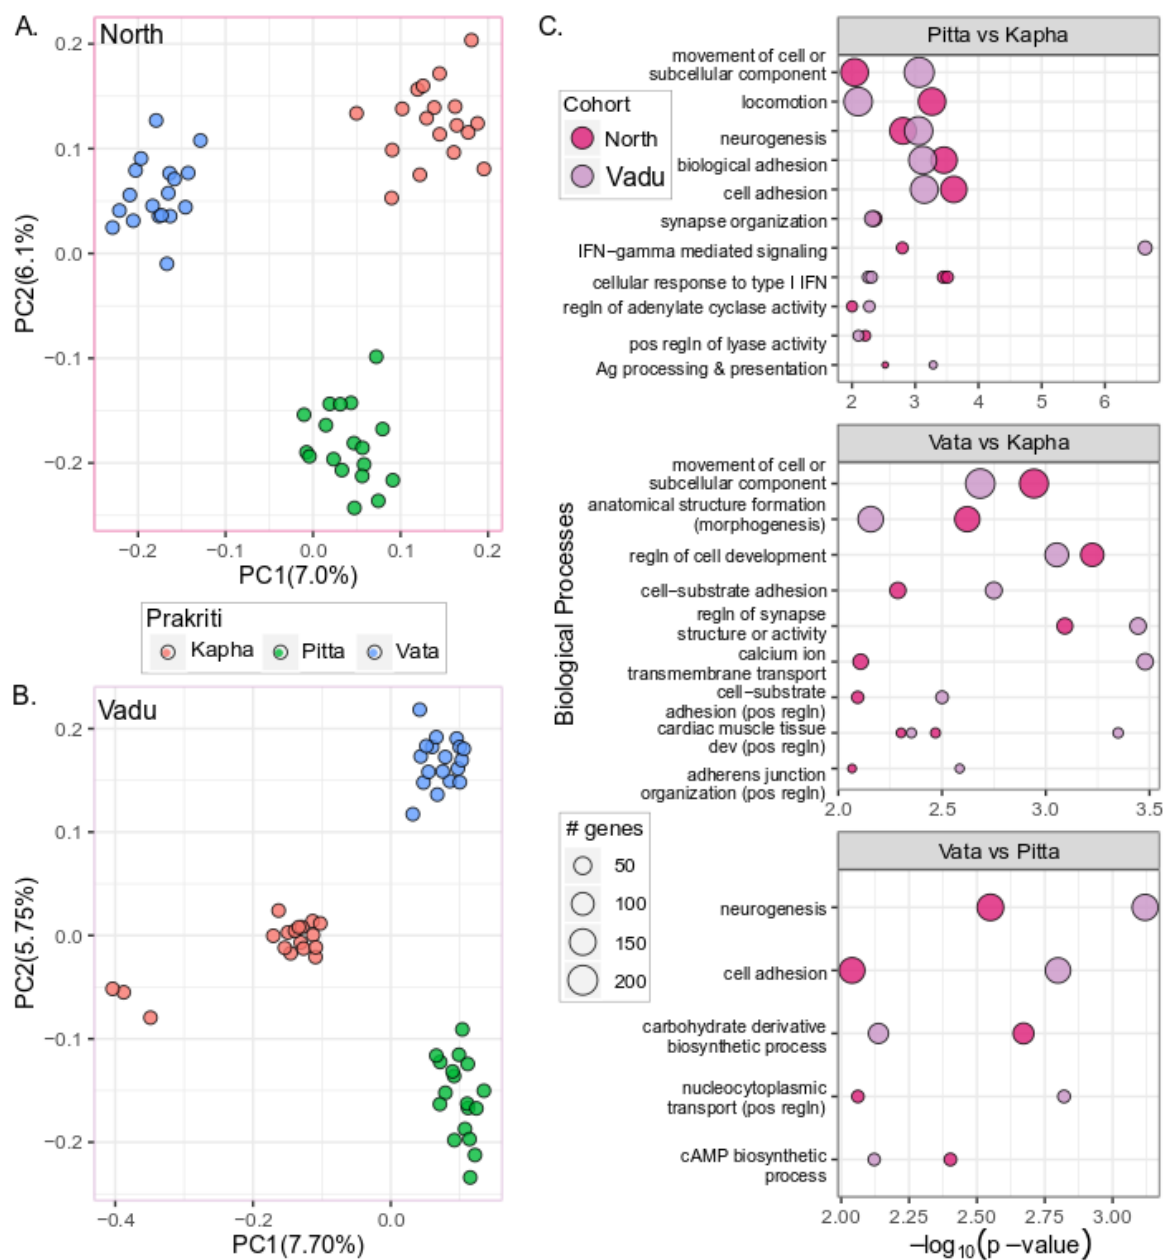 A.
North
0.2
0.1
0.0
−0.1
−0.2
PC2(6.1%)
−0.2
−0.1
0.0
0.1
0.2
PC1(7.0%)
Prakriti
Kapha
Pitta
Vata
B.
Vadu
0.2
0.1
0.0
−0.1
−0.2
PC2(5.75%)
−0.4
−0.2
0.0
PC1(7.70%)
C.
Pitta vs Kapha
movement of cell or
subcellular component
locomotion
neurogenesis
biological adhesion
cell adhesion
synapse organization
IFN−gamma mediated signaling
cellular response to type I IFN
regln of adenylate cyclase activity
pos regln of lyase activity
Ag processing & presentation
2
3
4
5
6
Cohort
North
Vadu
Vata vs Kapha
movement of cell or
subcellular component
anatomical structure formation
(morphogenesis)
regln of cell development
cell−substrate adhesion
regln of synapse
structure or activity
calcium ion
transmembrane transport
cell−substrate
adhesion (pos regln)
cardiac muscle tissue
dev (pos regln)
adherens junction
organization (pos regln)
2.0
2.5
3.0
3.5
Biological Processes
# genes
50
100
150
200
Vata vs Pitta
neurogenesis
cell adhesion
carbohydrate derivative
biosynthetic process
nucleocytoplasmic
transport (pos regln)
cAMP biosynthetic
process
2.00
2.25
2.50
2.75
3.00
−log10(p −value)